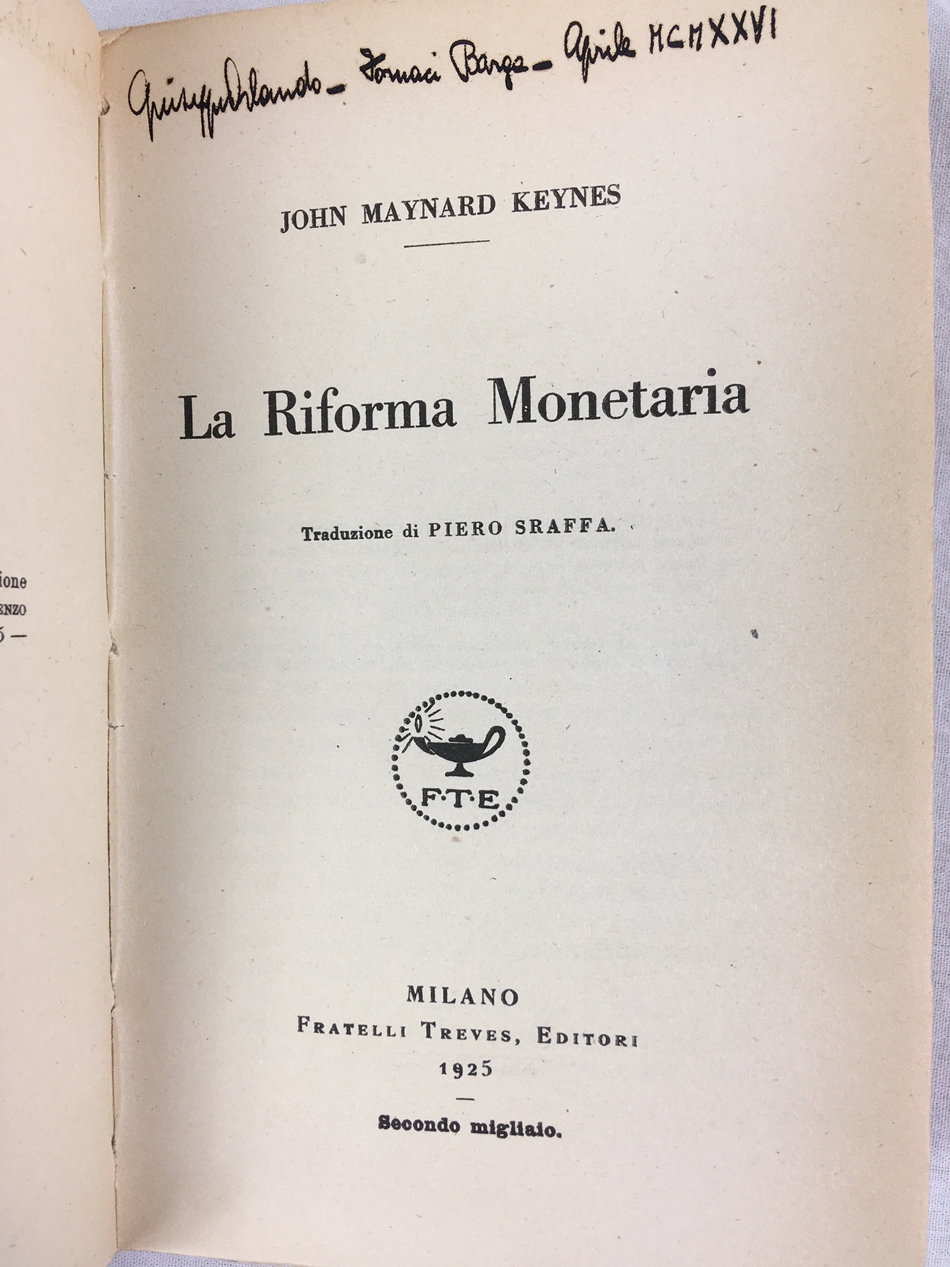 Giuseppe Orlando – Fornaci Barga – Aprile MCMXXVI
JOHN MAYNARD KEYNES
La Riforma Monetaria
Traduzione di PIERO SRAFFA.
F·T·E
MILANO
FRATELLI TREVES, EDITORI
1925
Secondo migliaio.
ione
ENZO
5 —